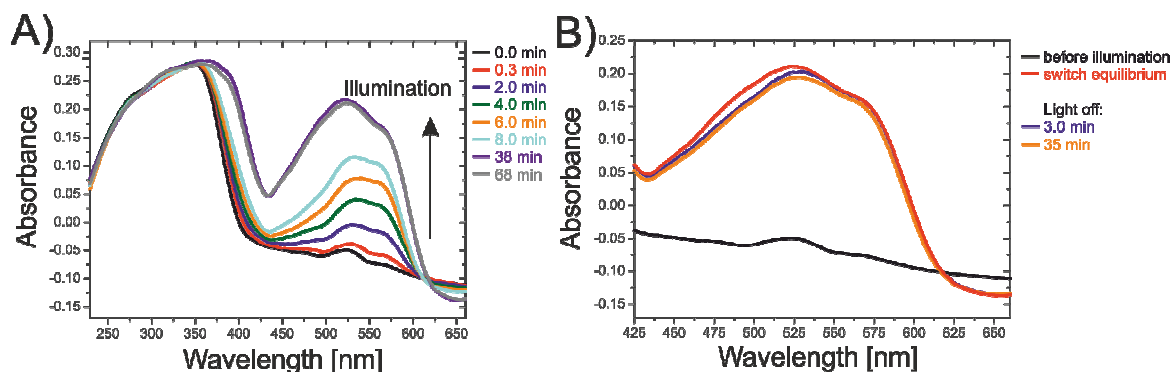 A)
0.30
0.25
0.20
0.15
0.10
0.05
0.00
-0.05
-0.10
-0.15
Absorbance
250 300 350 400 450 500 550 600 650
Wavelength [nm]
Illumination
0.0 min
0.3 min
2.0 min
4.0 min
6.0 min
8.0 min
38 min
68 min
B)
0.25
0.20
0.15
0.10
0.05
0.00
-0.05
-0.10
-0.15
Absorbance
425 450 475 500 525 550 575 600 625 650
Wavelength [nm]
before illumination
switch equilibrium
Light off:
3.0 min
35 min